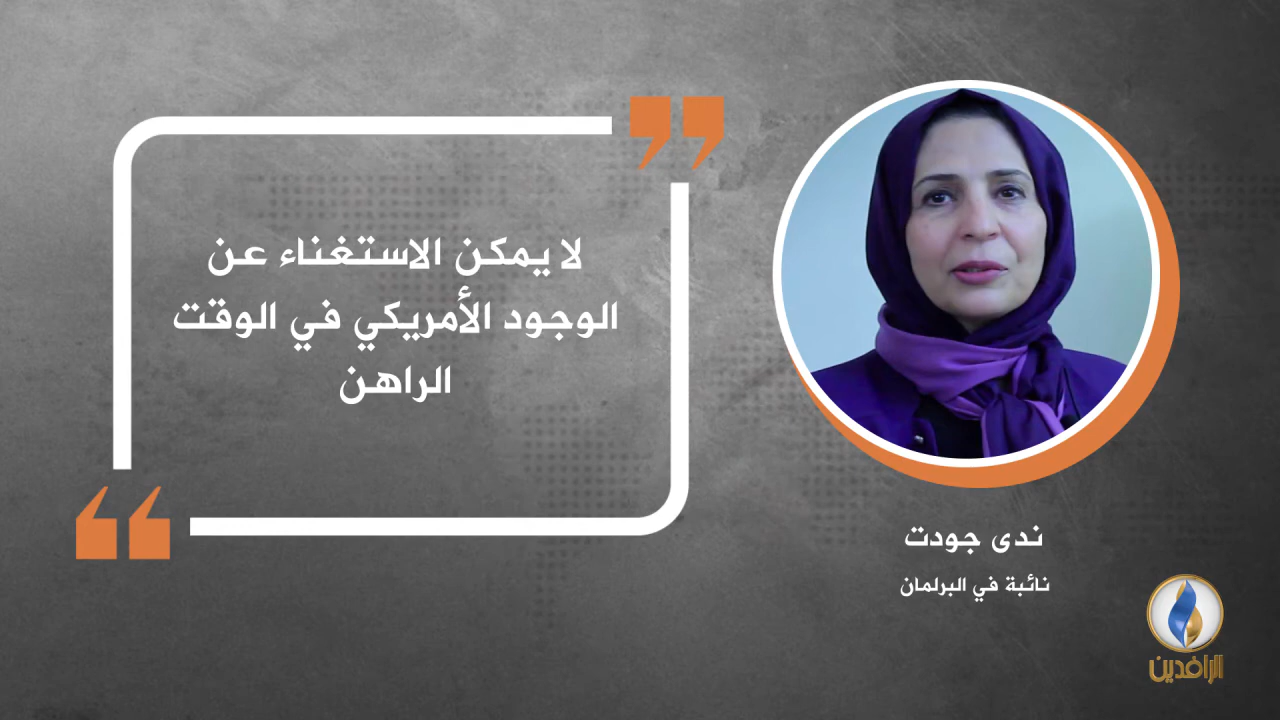 لا يمكن الاستغناء عن
الوجود الأمريكي في الوقت
الراهن
ندى جودت
نائبة في البرلمان
الرافدين